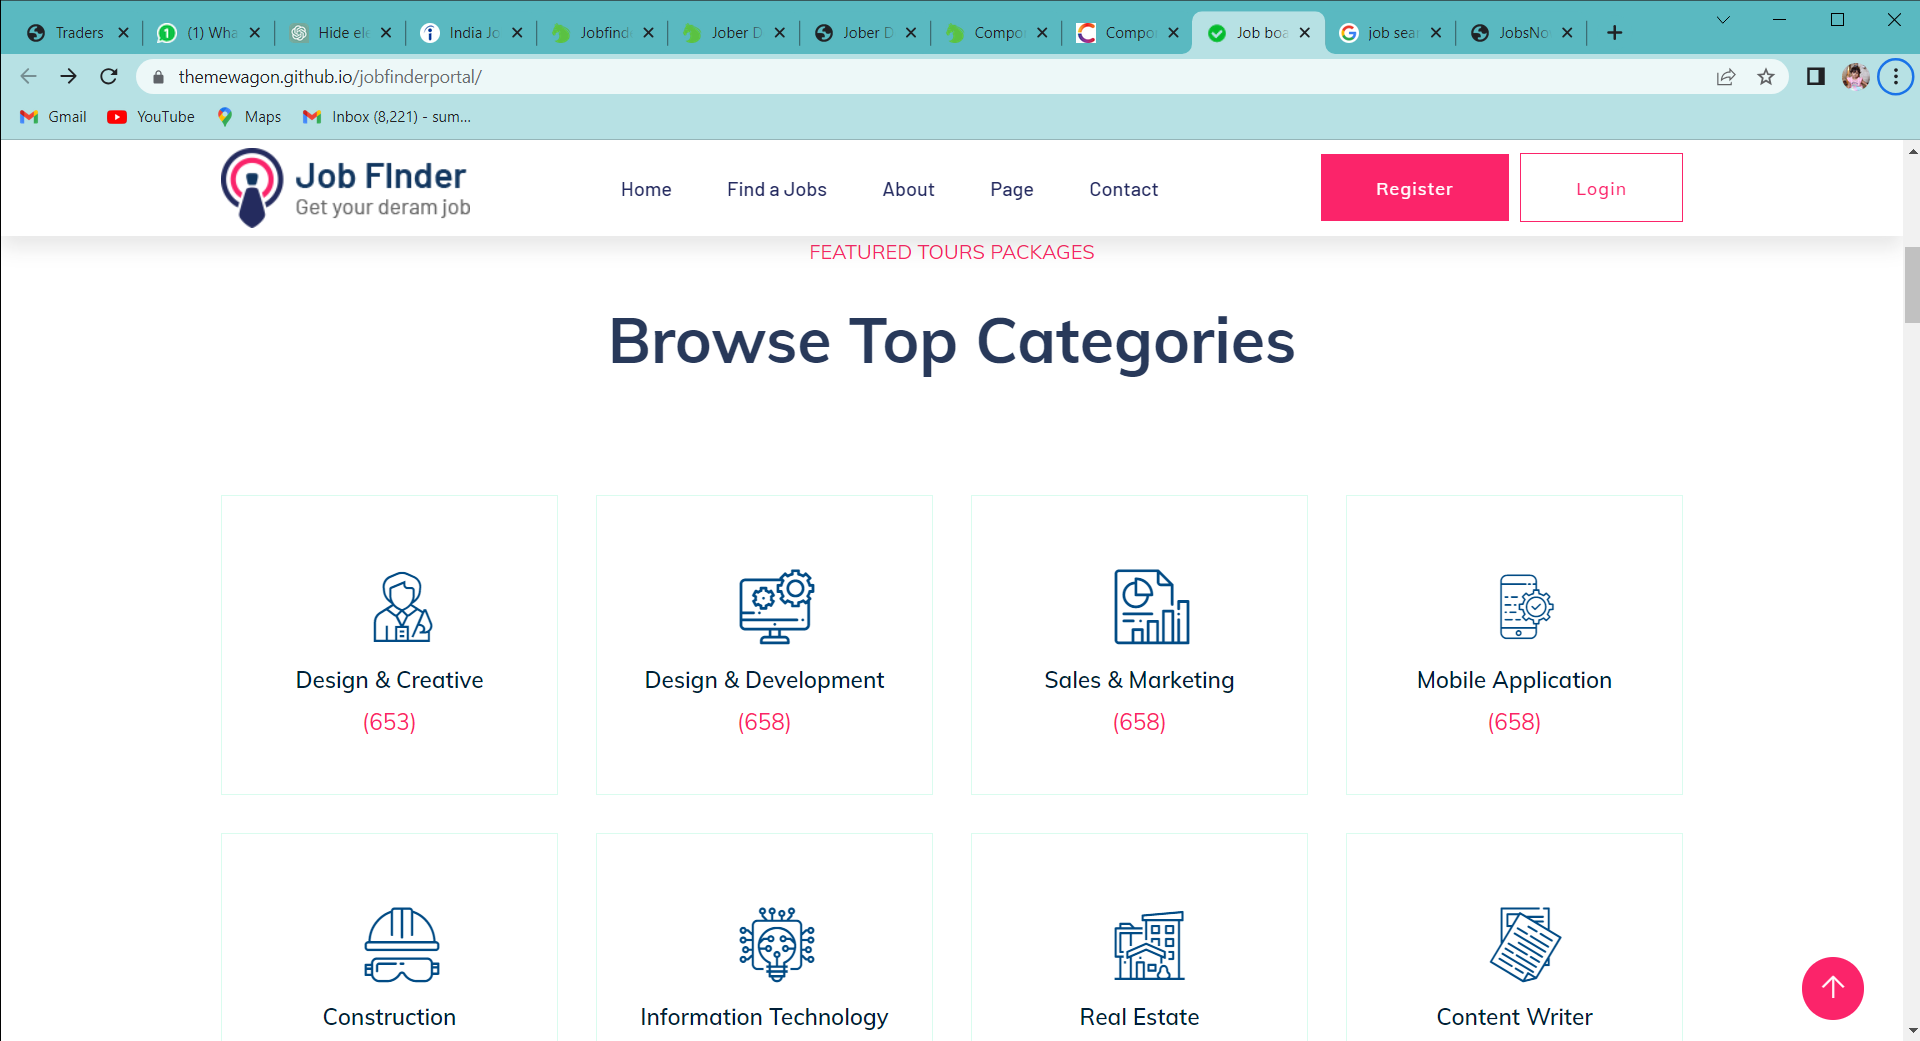 Traders
(1) Wha
Hide ele
India Jo
Jobfind
Jober D
Jober D
Compo
Compo
Job boa
job sear
JobsNo
themewagon.github.io/jobfinderportal/
Gmail
YouTube
Maps
Inbox (8,221) - sum...
Job FInder
Get your deram job
Home
Find a Jobs
About
Page
Contact
Register
Login
FEATURED TOURS PACKAGES
Browse Top Categories
Design & Creative
(653)
Design & Development
(658)
Sales & Marketing
(658)
Mobile Application
(658)
Construction
Information Technology
Real Estate
Content Writer